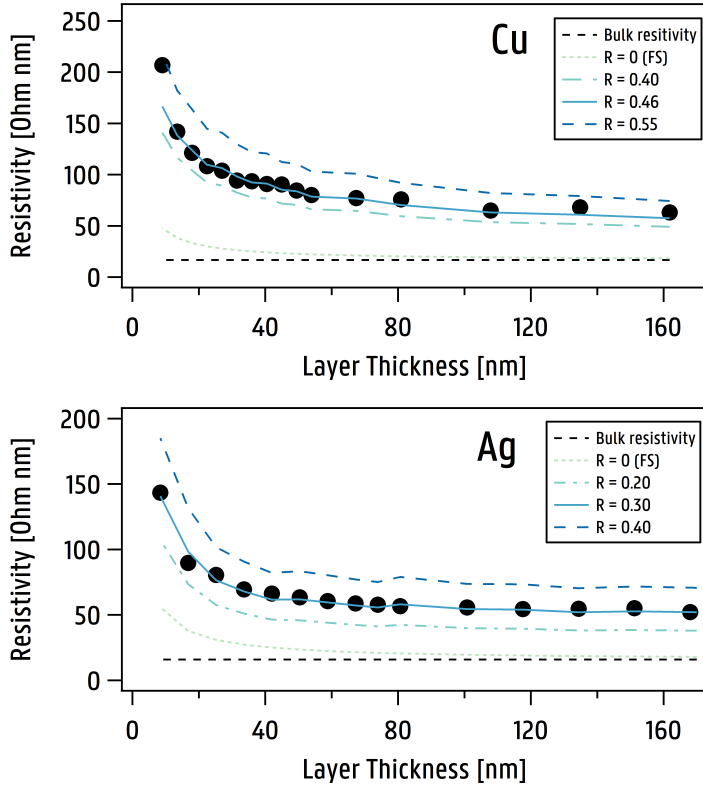 Cu
Bulk resitivity
R = 0 (FS)
R = 0.40
R = 0.46
R = 0.55
Resistivity [Ohm nm]
250
200
150
100
50
0
0 40 80 120 160
Layer Thickness [nm]
Ag
Bulk resitivity
R = 0 (FS)
R = 0.20
R = 0.30
R = 0.40
Resistivity [Ohm nm]
200
150
100
50
0
0 40 80 120 160
Layer Thickness [nm]